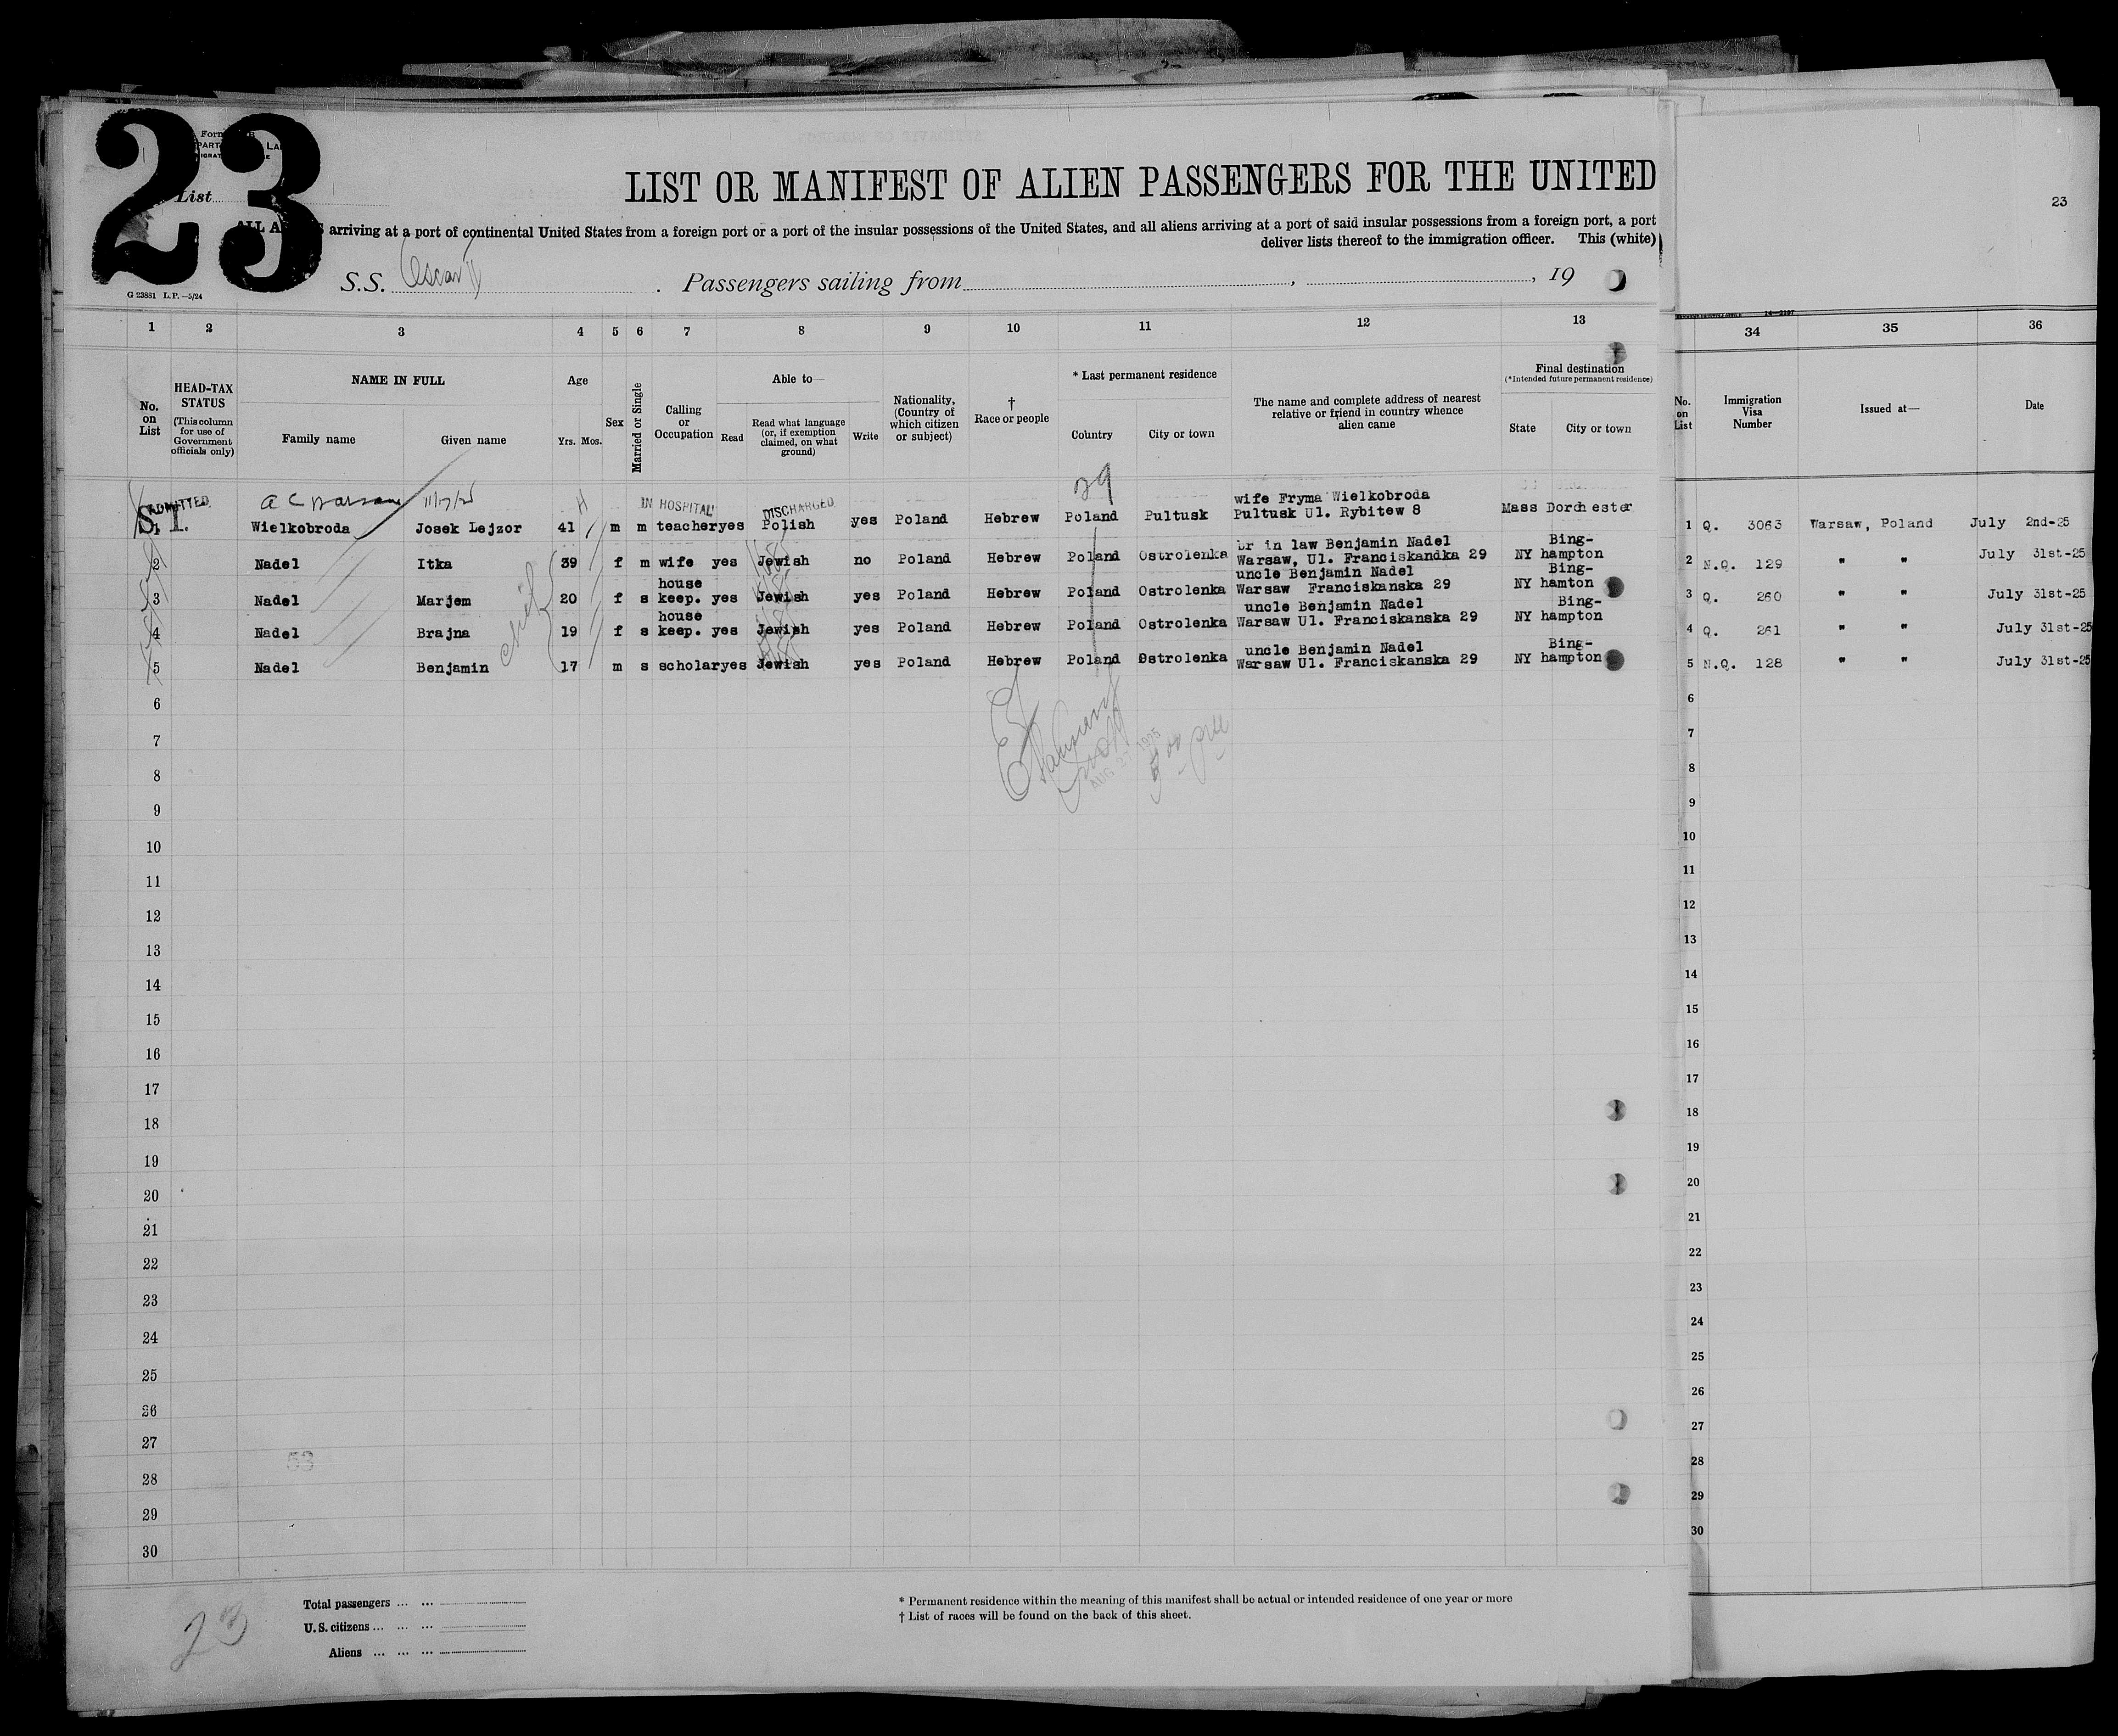 23
23
Form
List
LIST OR MANIFEST OF ALIEN PASSENGERS FOR THE UNITED
arriving at a port of continental United States from a foreign port or a port of the insular possessions of the United States, and all aliens arriving at a port of said insular possessions from a foreign port, a port
deliver lists thereof to the immigration officer. This (white)
S.S. Oscar II. Passengers sailing from , , 19
G 23881 L.P.—5/24
1 2 3 4 5 6 7 8 9 10 11 12 13 34 35 36
No. on List
HEAD-TAX STATUS
(This column for use of Government officials only)
NAME IN FULL
Family name Given name
Age
Yrs. Mos.
Sex
Married or Single
Calling or Occupation
Able to—
Read
Read what language (or, if exemption claimed, on what ground)
Write
Nationality, (Country of which citizen or subject)
† Race or people
* Last permanent residence
Country City or town
The name and complete address of nearest relative or friend in country whence alien came
Final destination
(*Intended future permanent residence)
State City or town
No. on List
Immigration Visa Number
Issued at—
Date
29
ADMITTED
S.I.
11/17/25
IN HOSPITAL
DISCHARGED
wife Fryma Wielkobroda
1 Wielkobroda Josek Lejzor 41 m m teacher yes Polish yes Poland Hebrew Poland Pultusk Pultusk Ul. Rybitew 8 Mass Dorchester 1 Q. 3063 Warsaw, Poland July 2nd-25
br in law Benjamin Nadel Bing-
2 Nadel Itka 39 f m wife yes Jewish no Poland Hebrew Poland Ostrolenka Warsaw, Ul. Franciskandka 29 NY hampton 2 N.Q. 129 " " July 31st-25
house uncle Benjamin Nadel Bing-
3 Nadel Marjem 20 f s keep. yes Jewish yes Poland Hebrew Poland Ostrolenka Warsaw Franciskanska 29 NY hamton 3 Q. 260 " " July 31st-25
house uncle Benjamin Nadel Bing-
4 Nadel Brajna 19 f s keep. yes Jewish yes Poland Hebrew Poland Ostrolenka Warsaw Ul. Franciskanska 29 NY hampton 4 Q. 261 " " July 31st-25
uncle Benjamin Nadel Bing-
5 Nadel Benjamin 17 m s scholar yes Jewish yes Poland Hebrew Poland Ostrolenka Warsaw Ul. Franciskanska 29 NY hampton 5 N.Q. 128 " " July 31st-25
6 6
7 7
AUG 1925
8 8
9 9
10 10
11 11
12 12
13 13
14 14
15 15
16 16
17 17
18 18
19 19
20 20
21 21
22 22
23 23
24 24
25 25
26 26
27 27
53
28 28
29 29
30 30
Total passengers
U.S. citizens
Aliens
* Permanent residence within the meaning of this manifest shall be actual or intended residence of one year or more
† List of races will be found on the back of this sheet.
23